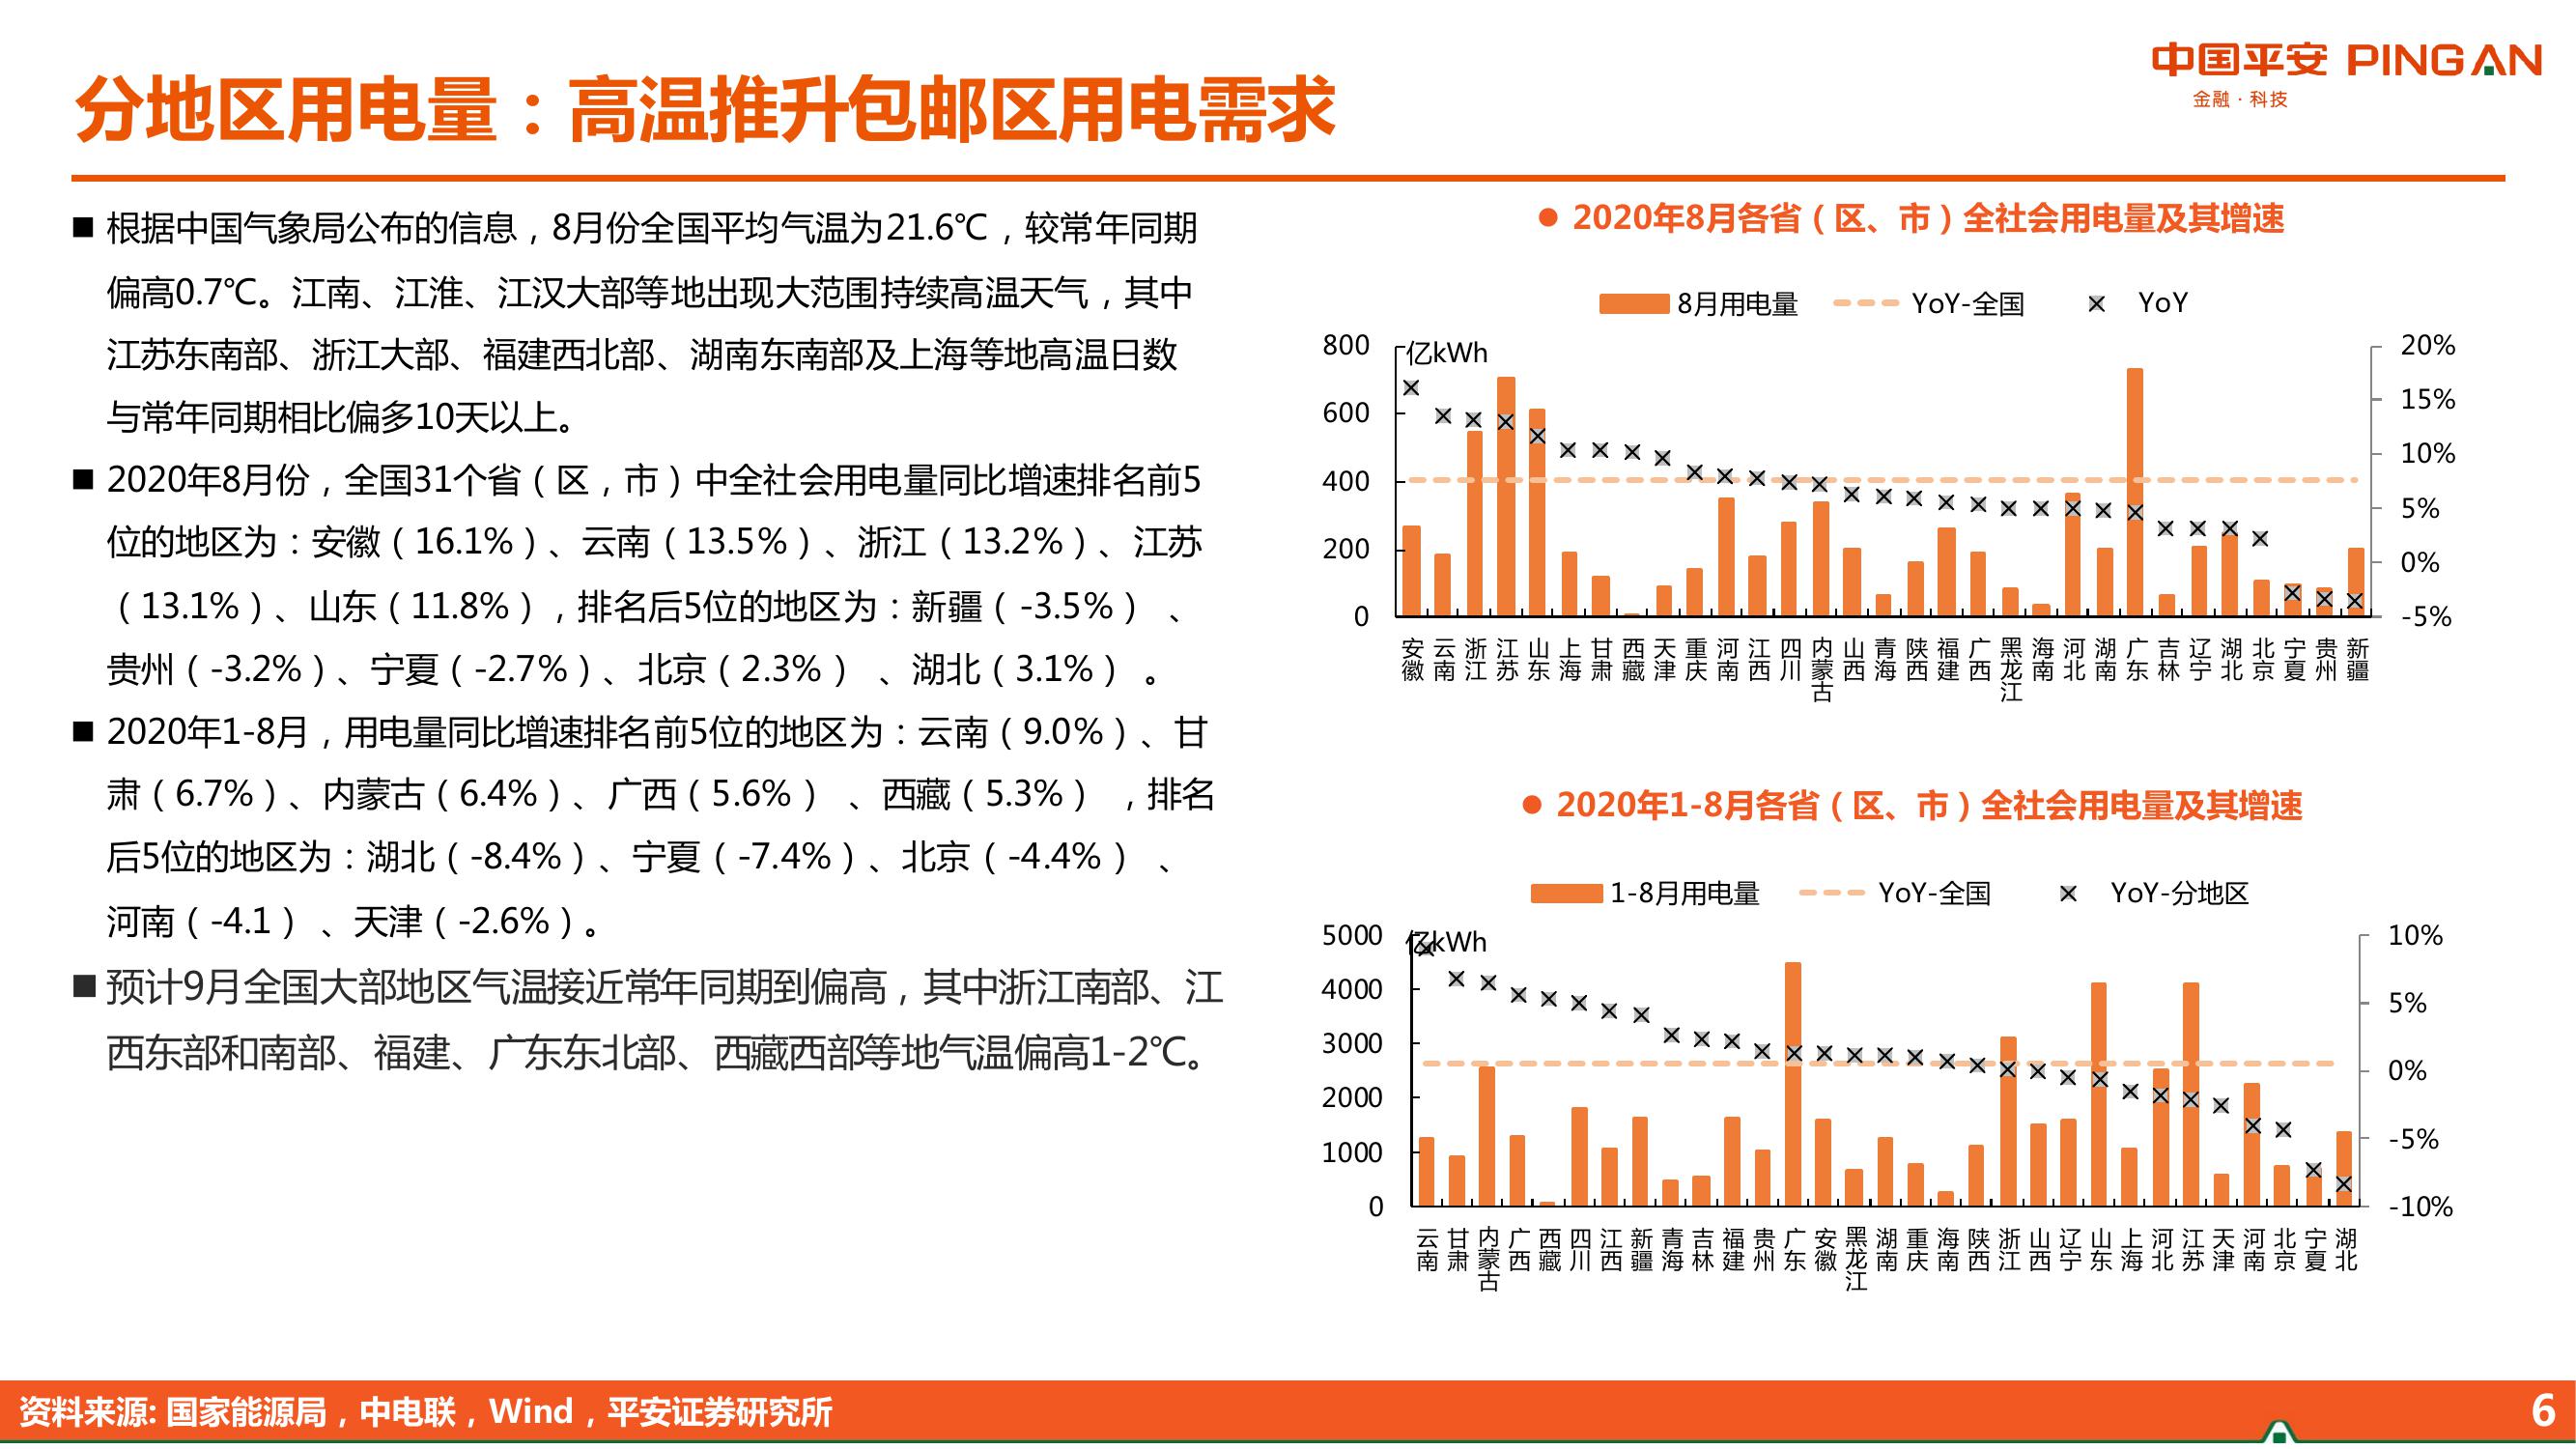 中国平安 PINGAN
金融·科技
分地区用电量：高温推升包邮区用电需求
■ 根据中国气象局公布的信息，8月份全国平均气温为21.6℃，较常年同期
偏高0.7℃。江南、江淮、江汉大部等地出现大范围持续高温天气，其中
江苏东南部、浙江大部、福建西北部、湖南东南部及上海等地高温日数
与常年同期相比偏多10天以上。
■ 2020年8月份，全国31个省（区，市）中全社会用电量同比增速排名前5
位的地区为：安徽（16.1%）、云南（13.5%）、浙江（13.2%）、江苏
（13.1%）、山东（11.8%），排名后5位的地区为：新疆（-3.5%） 、
贵州（-3.2%）、宁夏（-2.7%）、北京（2.3%） 、湖北（3.1%） 。
■ 2020年1-8月，用电量同比增速排名前5位的地区为：云南（9.0%）、甘
肃（6.7%）、内蒙古（6.4%）、广西（5.6%） 、西藏（5.3%） ，排名
后5位的地区为：湖北（-8.4%）、宁夏（-7.4%）、北京（-4.4%） 、
河南（-4.1） 、天津（-2.6%）。
■ 预计9月全国大部地区气温接近常年同期到偏高，其中浙江南部、江
西东部和南部、福建、广东东北部、西藏西部等地气温偏高1-2℃。
● 2020年8月各省（区、市）全社会用电量及其增速
8月用电量 YoY-全国 YoY
亿kWh
800
600
400
200
0
20%
15%
10%
5%
0%
-5%
安徽 云南 浙江 江苏 山东 上海 甘肃 西藏 天津 重庆 河南 江西 四川 内蒙古 山西 青海 陕西 福建 广西 黑龙江 海南 河北 湖南 广东 吉林 辽宁 湖北 北京 宁夏 贵州 新疆
● 2020年1-8月各省（区、市）全社会用电量及其增速
1-8月用电量 YoY-全国 YoY-分地区
亿kWh
5000
4000
3000
2000
1000
0
10%
5%
0%
-5%
-10%
云南 甘肃 内蒙古 广西 西藏 四川 江西 新疆 青海 吉林 福建 贵州 广东 安徽 黑龙江 湖南 重庆 海南 陕西 浙江 山西 辽宁 山东 上海 河北 江苏 天津 河南 北京 宁夏 湖北
资料来源: 国家能源局，中电联，Wind，平安证券研究所
6